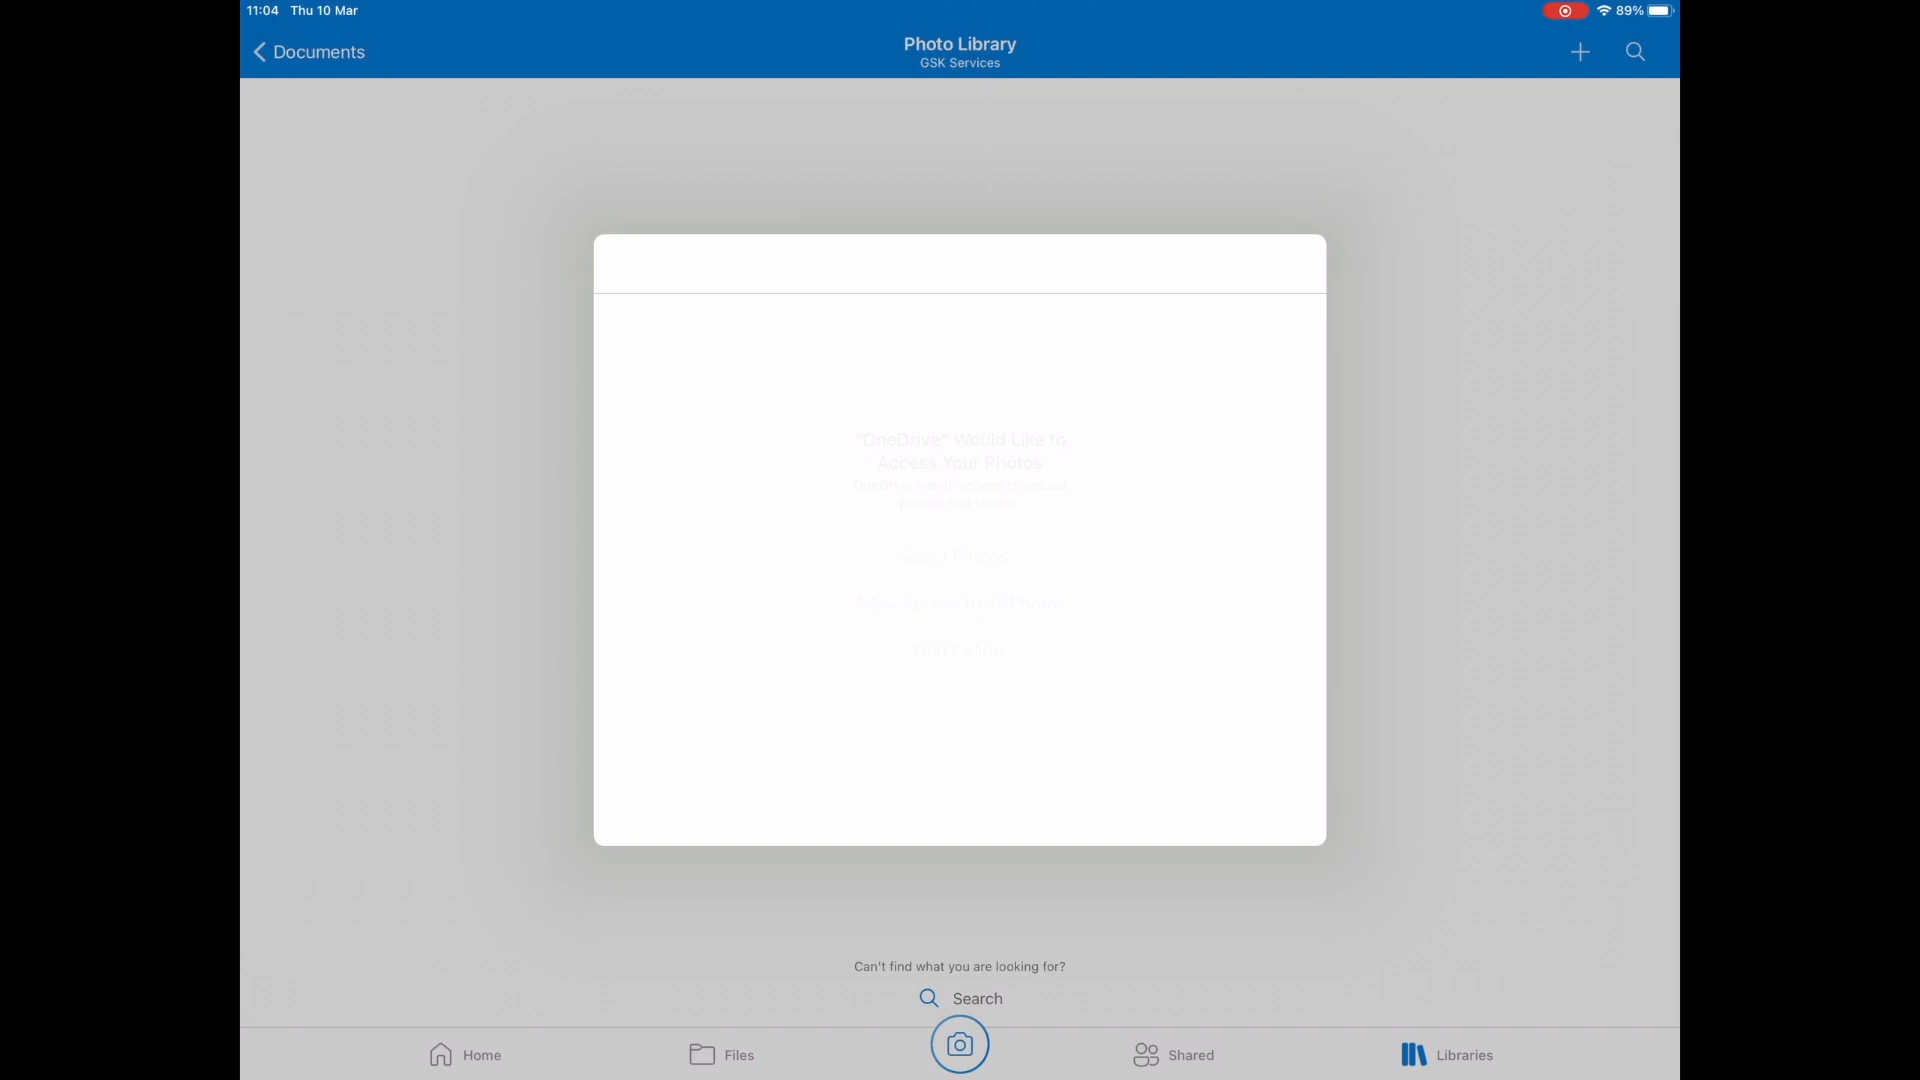 11:04 Thu 10 Mar
89%
Documents
Photo Library
GSK Services
"OneDrive" Would Like to
Access Your Photos
OneDrive needs access to upload
photos and videos.
Select Photos...
Allow Access to All Photos
Don't Allow
Can't find what you are looking for?
Search
Home
Files
Shared
Libraries